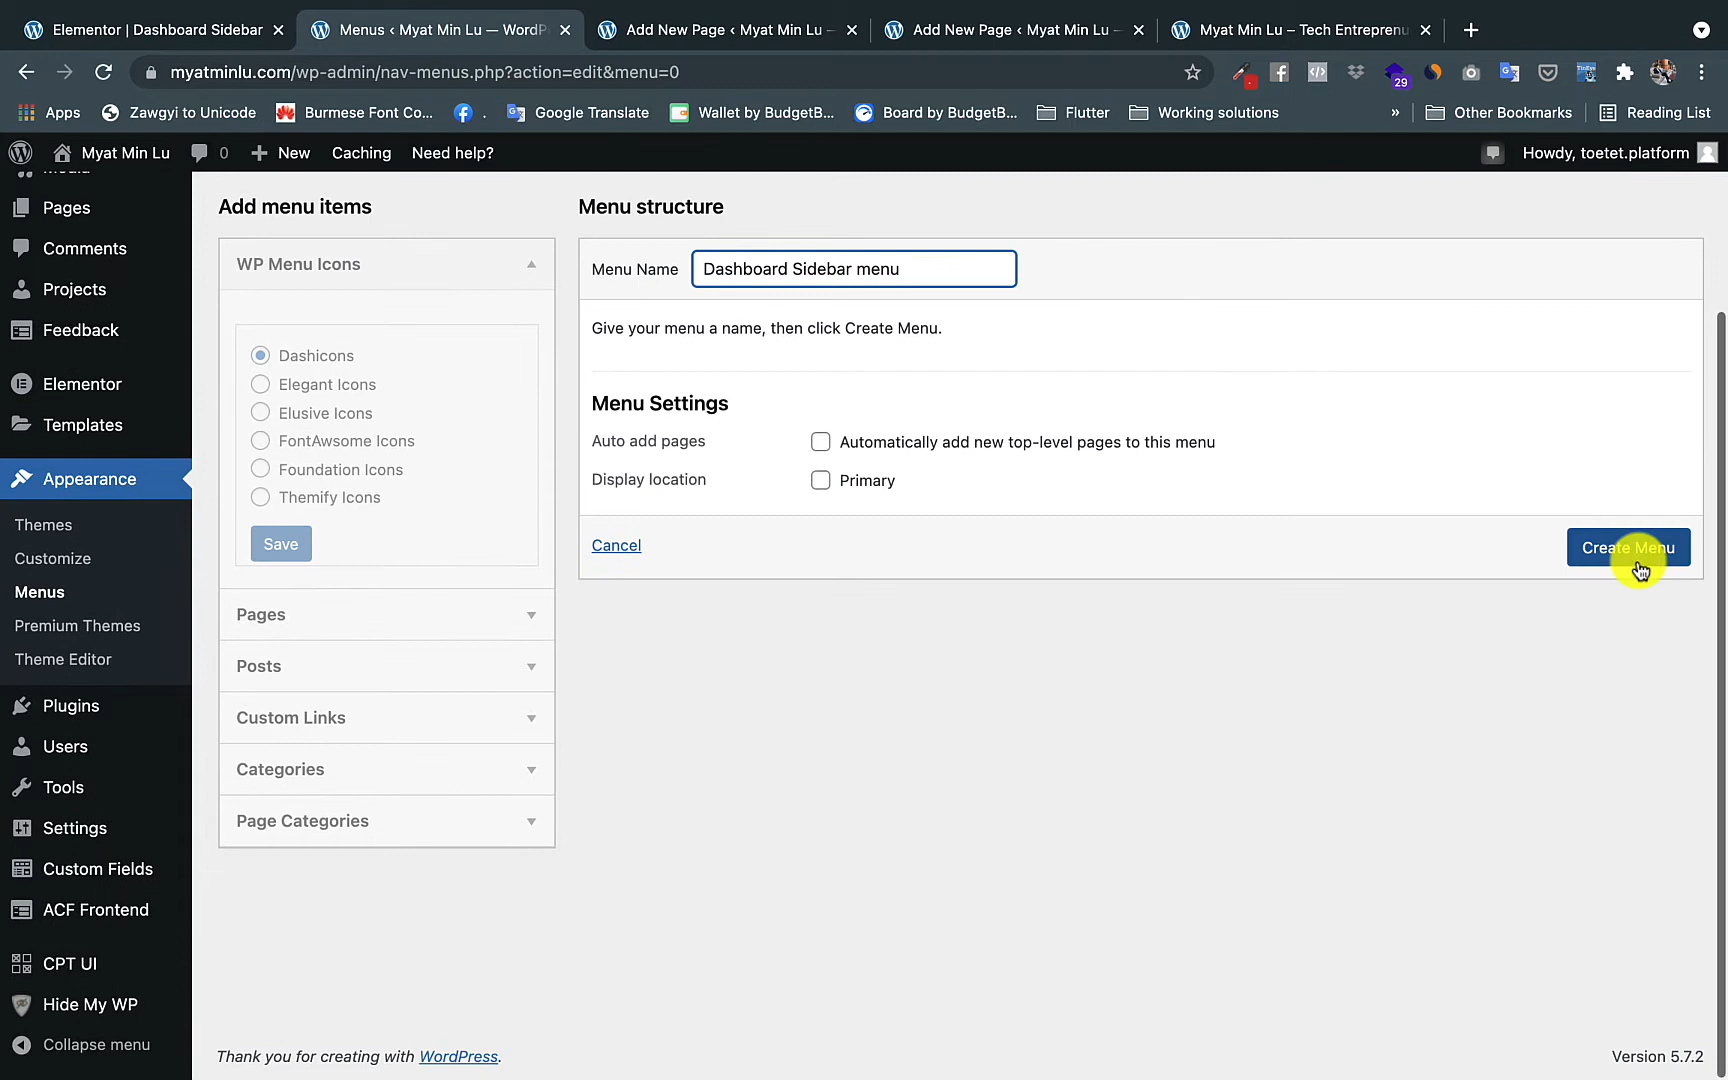 Elementor | Dashboard Sidebar
Menus ‹ Myat Min Lu — WordP
Add New Page ‹ Myat Min Lu –
Add New Page ‹ Myat Min Lu –
Myat Min Lu – Tech Entreprenu
myatminlu.com/wp-admin/nav-menus.php?action=edit&menu=0
29
Apps
Zawgyi to Unicode
Burmese Font Co...
.
Google Translate
Wallet by BudgetB...
Board by BudgetB...
Flutter
Working solutions
»
Other Bookmarks
Reading List
Myat Min Lu
0
New
Caching
Need help?
Howdy, toetet.platform
Media
Pages
Comments
Projects
Feedback
Elementor
Templates
Appearance
Themes
Customize
Menus
Premium Themes
Theme Editor
Plugins
Users
Tools
Settings
Custom Fields
ACF Frontend
CPT UI
Hide My WP
Collapse menu
Add menu items
WP Menu Icons
Dashicons
Elegant Icons
Elusive Icons
FontAwsome Icons
Foundation Icons
Themify Icons
Save
Pages
Posts
Custom Links
Categories
Page Categories
Menu structure
Menu Name
Dashboard Sidebar menu
Give your menu a name, then click Create Menu.
Menu Settings
Auto add pages
Automatically add new top-level pages to this menu
Display location
Primary
Cancel
Create Menu
Thank you for creating with WordPress.
Version 5.7.2